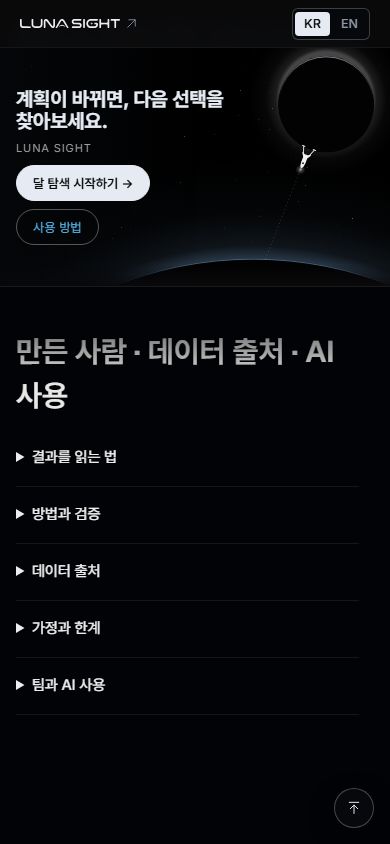 LUNA SIGHT ↗
KR EN
계획이 바뀌면, 다음 선택을
찾아보세요.
LUNA SIGHT
달 탐색 시작하기 →
사용 방법
만든 사람 · 데이터 출처 · AI
사용
▶ 결과를 읽는 법
▶ 방법과 검증
▶ 데이터 출처
▶ 가정과 한계
▶ 팀과 AI 사용